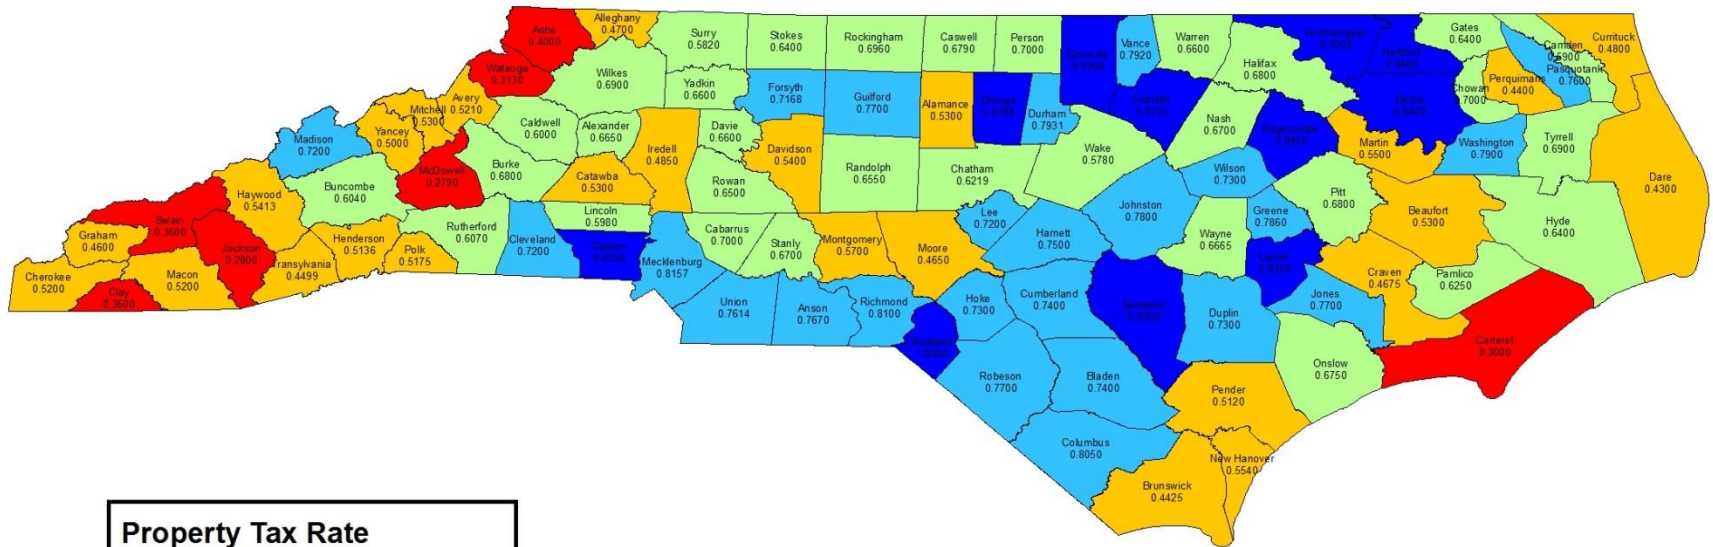 Ashe
0.4000
Alleghany
0.4700
Surry
0.5820
Stokes
0.6400
Rockingham
0.6960
Caswell
0.6790
Person
0.7000
Vance
0.7920
Warren
0.6600
Northampton
Hertford
Gates
0.6400
Camden
0.6900
Currituck
0.4800
Watauga
0.3130
Wilkes
0.6900
Yadkin
0.6600
Forsyth
0.7168
Guilford
0.7700
Alamance
0.5300
Orange
Durham
0.7931
Granville
Franklin
Halifax
0.6800
Bertie
Chowan
0.7000
Perquimans
0.4400
Pasquotank
0.7600
Avery
0.5210
Mitchell
0.5300
Yancey
0.5000
Madison
0.7200
Caldwell
0.6000
Alexander
0.6650
Iredell
0.4850
Davie
0.6600
Davidson
0.5400
Randolph
0.6550
Chatham
0.6219
Wake
0.5780
Nash
0.6700
Edgecombe
Martin
0.5500
Washington
0.7900
Tyrrell
0.6900
Dare
0.4300
McDowell
0.2790
Burke
0.6800
Catawba
0.5300
Rowan
0.6500
Wilson
0.7300
Pitt
0.6800
Beaufort
0.5300
Hyde
0.6400
Haywood
0.5413
Buncombe
0.6040
Swain
0.3600
Graham
0.4600
Jackson
0.2800
Cherokee
0.5200
Clay
0.3600
Macon
0.5200
Transylvania
0.4499
Henderson
0.5136
Polk
0.5175
Rutherford
0.6070
Cleveland
0.7200
Lincoln
0.5980
Gaston
Mecklenburg
0.8157
Cabarrus
0.7000
Stanly
0.6700
Montgomery
0.5700
Moore
0.4650
Lee
0.7200
Harnett
0.7500
Johnston
0.7800
Wayne
0.6665
Greene
0.7860
Lenoir
Craven
0.4675
Pamlico
0.6250
Jones
0.7700
Carteret
0.3000
Union
0.7614
Anson
0.7670
Richmond
0.8100
Scotland
Hoke
0.7300
Cumberland
0.7400
Sampson
Duplin
0.7300
Onslow
0.6750
Robeson
0.7700
Bladen
0.7400
Pender
0.5120
Columbus
0.8050
New Hanover
0.5540
Brunswick
0.4425
Property Tax Rate